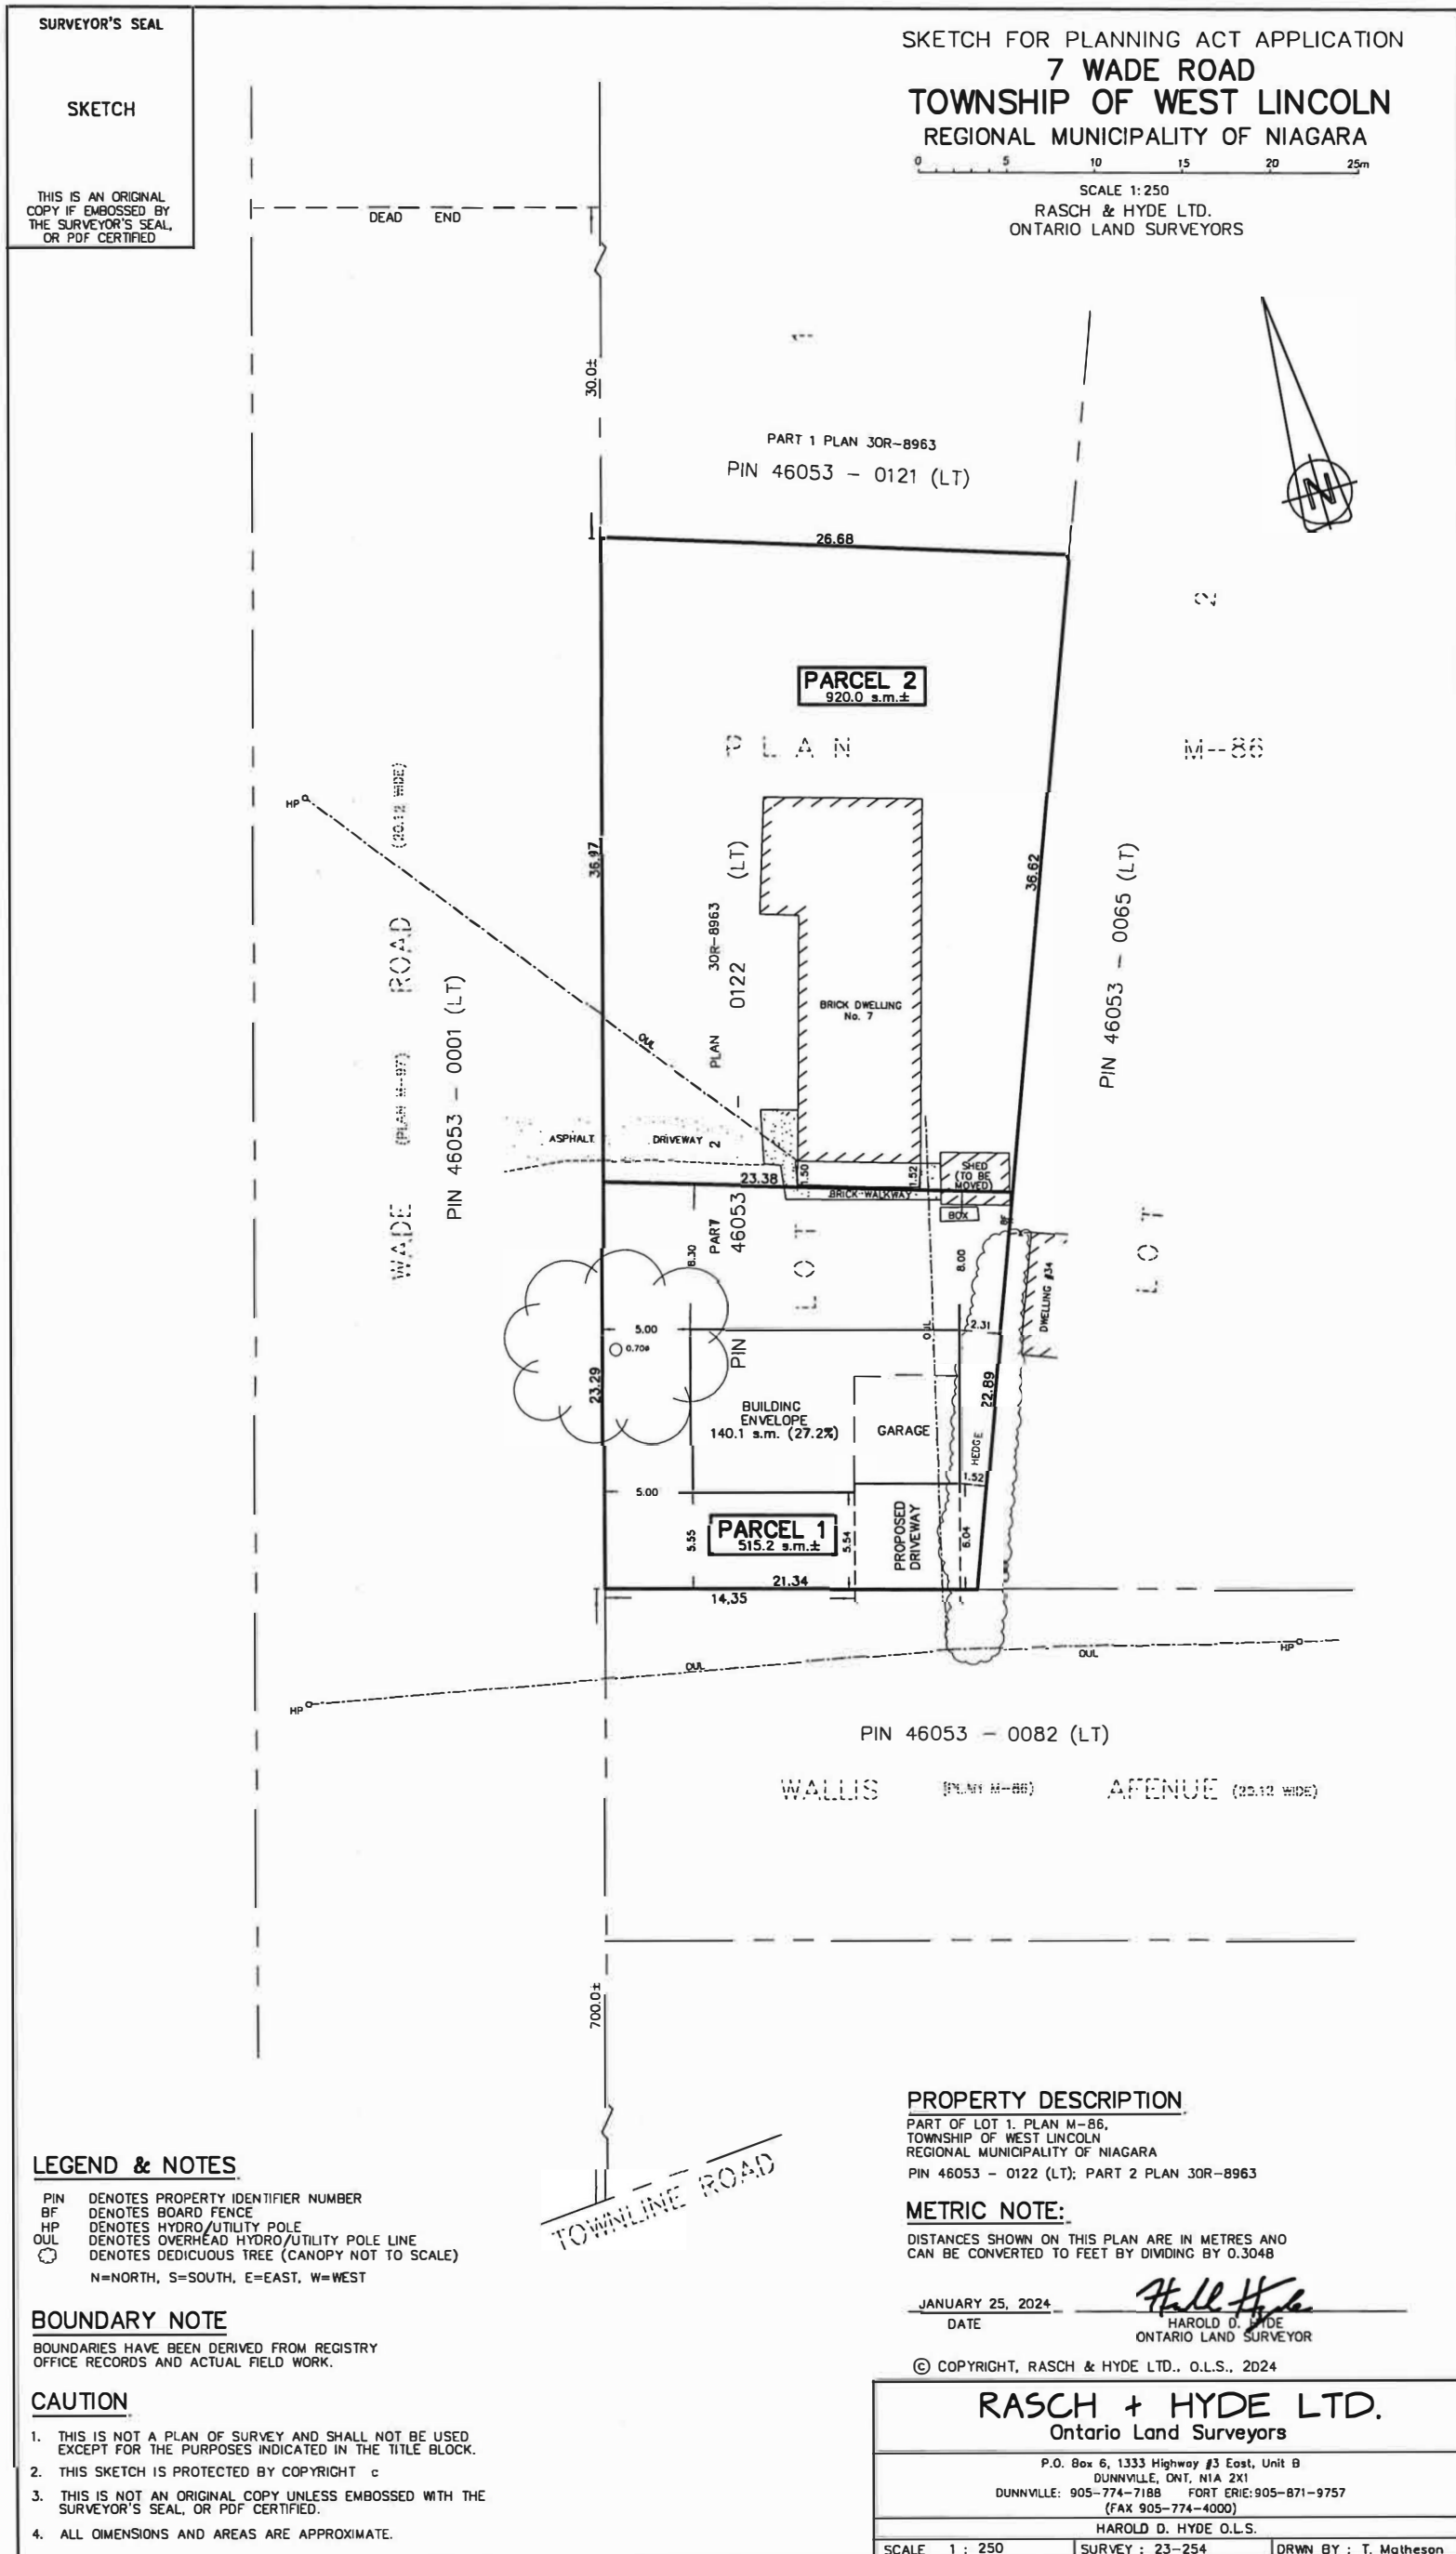 SURVEYOR'S SEAL
SKETCH
THIS IS AN ORIGINAL
COPY IF EMBOSSED BY
THE SURVEYOR'S SEAL,
OR PDF CERTIFIED
SKETCH FOR PLANNING ACT APPLICATION
7 WADE ROAD
TOWNSHIP OF WEST LINCOLN
REGIONAL MUNICIPALITY OF NIAGARA
0 5 10 15 20 25m
SCALE 1:250
RASCH & HYDE LTD.
ONTARIO LAND SURVEYORS
DEAD END
30.0±
1
PART 1 PLAN 30R-8963
PIN 46053 - 0121 (LT)
N
26.68
2
PARCEL 2
920.0 s.m.±
PLAN
M--86
HP
(20.12 WIDE)
36.97
36.62
PIN 46053 - 0065 (LT)
PART 2 PLAN 30R-8963
PIN 46053 - 0122 (LT)
WADE ROAD
(PLAN M--97)
PIN 46053 - 0001 (LT)
BRICK DWELLING
No. 7
OUL
ASPHALT DRIVEWAY
1.50
1.52
SHED
(TO BE
MOVED)
23.38
BRICK WALKWAY
BOX
BF
8.30
8.00
LOT
LOT
DWELLING #34
5.00
2.31
OUL
0.70ø
23.29
22.89
BUILDING
ENVELOPE
140.1 s.m. (27.2%)
GARAGE
HEDGE
1.52
5.00
PARCEL 1
515.2 s.m.±
5.55
5.54
PROPOSED
DRIVEWAY
6.04
21.34
14.35
OUL
OUL
HP
HP
PIN 46053 - 0082 (LT)
WALLIS (PLAN M-86) AFENUE (20.12 WIDE)
700.0±
TOWNLINE ROAD
LEGEND & NOTES
PIN DENOTES PROPERTY IDENTIFIER NUMBER
BF DENOTES BOARD FENCE
HP DENOTES HYDRO/UTILITY POLE
OUL DENOTES OVERHEAD HYDRO/UTILITY POLE LINE
DENOTES DEDICUOUS TREE (CANOPY NOT TO SCALE)
N=NORTH, S=SOUTH, E=EAST, W=WEST
BOUNDARY NOTE
BOUNDARIES HAVE BEEN DERIVED FROM REGISTRY
OFFICE RECORDS AND ACTUAL FIELD WORK.
CAUTION
1. THIS IS NOT A PLAN OF SURVEY AND SHALL NOT BE USED
EXCEPT FOR THE PURPOSES INDICATED IN THE TITLE BLOCK.
2. THIS SKETCH IS PROTECTED BY COPYRIGHT c
3. THIS IS NOT AN ORIGINAL COPY UNLESS EMBOSSED WITH THE
SURVEYOR'S SEAL, OR PDF CERTIFIED.
4. ALL DIMENSIONS AND AREAS ARE APPROXIMATE.
PROPERTY DESCRIPTION
PART OF LOT 1. PLAN M-86,
TOWNSHIP OF WEST LINCOLN
REGIONAL MUNICIPALITY OF NIAGARA
PIN 46053 - 0122 (LT); PART 2 PLAN 30R-8963
METRIC NOTE:
DISTANCES SHOWN ON THIS PLAN ARE IN METRES AND
CAN BE CONVERTED TO FEET BY DIVIDING BY 0.3048
JANUARY 25, 2024
DATE
HAROLD D. HYDE
ONTARIO LAND SURVEYOR
© COPYRIGHT, RASCH & HYDE LTD.. O.L.S., 2024
RASCH + HYDE LTD.
Ontario Land Surveyors
P.O. Box 6, 1333 Highway #3 East, Unit B
DUNNVILLE, ONT, N1A 2X1
DUNNVILLE: 905-774-7188 FORT ERIE:905-871-9757
(FAX 905-774-4000)
HAROLD D. HYDE O.L.S.
SCALE 1 : 250 SURVEY : 23-254 DRWN BY : T. Matheson